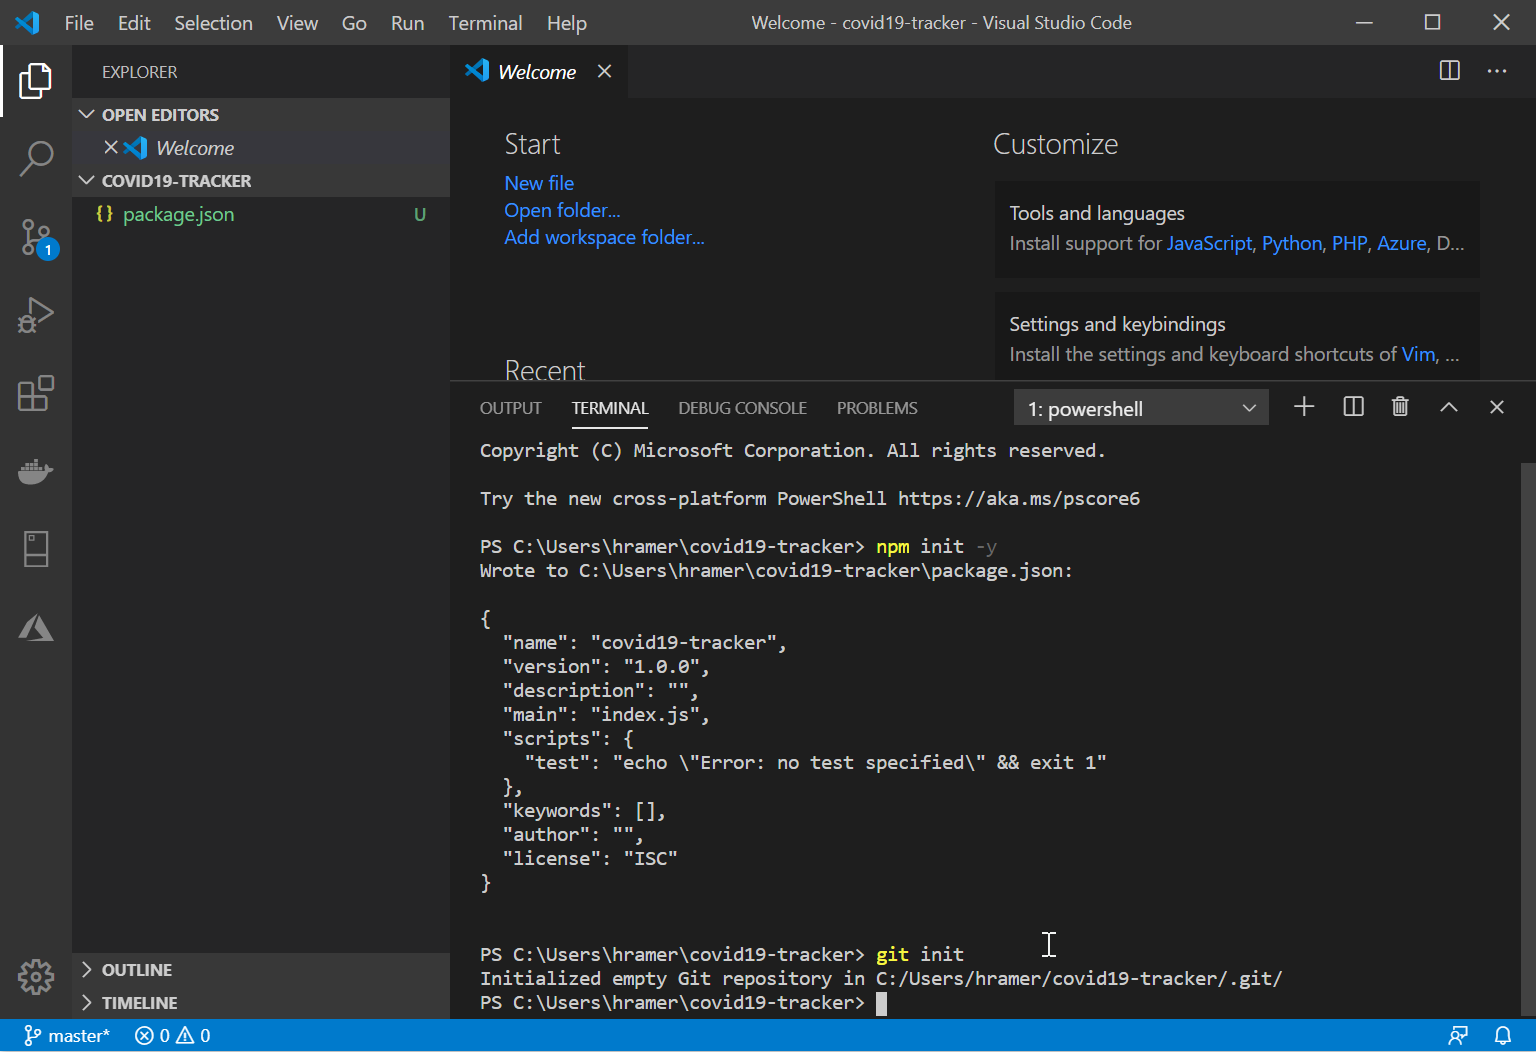 File Edit Selection View Go Run Terminal Help Welcome - covid19-tracker - Visual Studio Code
EXPLORER
OPEN EDITORS
Welcome
COVID19-TRACKER
{} package.json U
1
Welcome
Start
New file
Open folder...
Add workspace folder...
Recent
Customize
Tools and languages
Install support for JavaScript, Python, PHP, Azure, D...
Settings and keybindings
Install the settings and keyboard shortcuts of Vim, ...
OUTPUT TERMINAL DEBUG CONSOLE PROBLEMS 1: powershell
Copyright (C) Microsoft Corporation. All rights reserved.
Try the new cross-platform PowerShell https://aka.ms/pscore6
PS C:\Users\hramer\covid19-tracker> npm init -y
Wrote to C:\Users\hramer\covid19-tracker\package.json:
{
  "name": "covid19-tracker",
  "version": "1.0.0",
  "description": "",
  "main": "index.js",
  "scripts": {
    "test": "echo \"Error: no test specified\" && exit 1"
  },
  "keywords": [],
  "author": "",
  "license": "ISC"
}
PS C:\Users\hramer\covid19-tracker> git init
Initialized empty Git repository in C:/Users/hramer/covid19-tracker/.git/
PS C:\Users\hramer\covid19-tracker>
OUTLINE
TIMELINE
master* 0 0